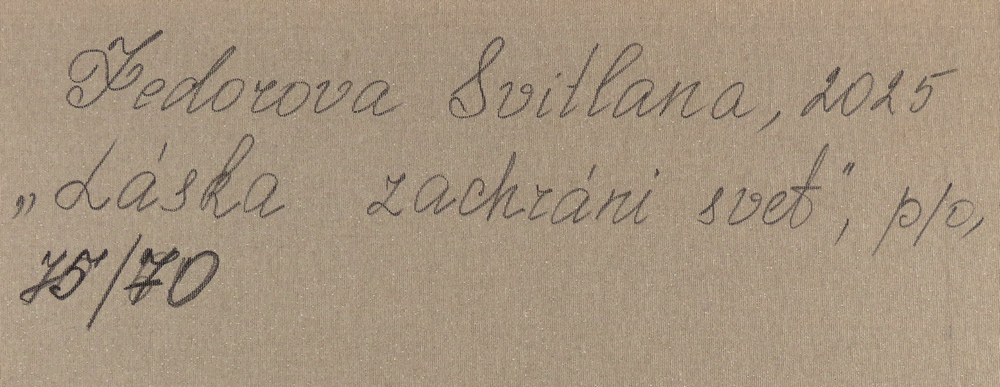 Fedorova Svitlana, 2025
„Láska zachráni svet", p/o,
75/70